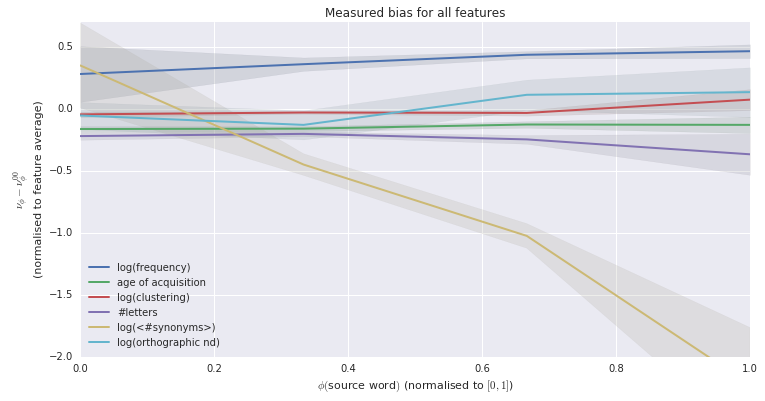 Measured bias for all features
0.5
0.0
−0.5
−1.0
−1.5
−2.0
ν_ϕ − ν_ϕ^00
(normalised to feature average)
log(frequency)
age of acquisition
log(clustering)
#letters
log(<#synonyms>)
log(orthographic nd)
0.0 0.2 0.4 0.6 0.8 1.0
ϕ(source word) (normalised to [0, 1])